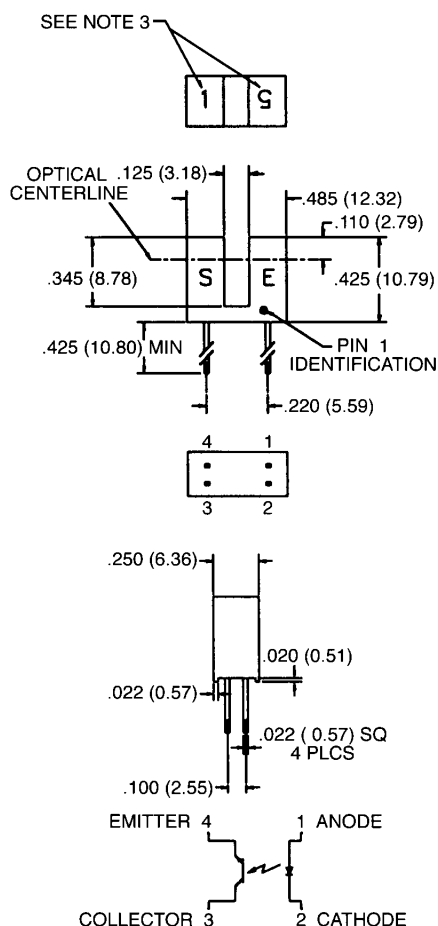 SEE NOTE 3
1 5
OPTICAL
CENTERLINE
.125 (3.18)
.485 (12.32)
.110 (2.79)
.345 (8.78)
S E
.425 (10.79)
.425 (10.80) MIN
PIN 1
IDENTIFICATION
.220 (5.59)
4 1
3 2
.250 (6.36)
.020 (0.51)
.022 (0.57)
.022 ( 0.57) SQ
4 PLCS
.100 (2.55)
EMITTER 4 1 ANODE
COLLECTOR 3 2 CATHODE